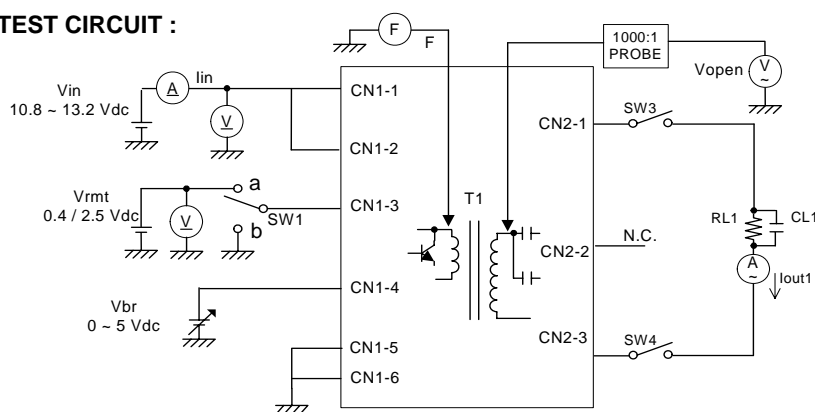 TEST CIRCUIT :
F
F
1000:1
PROBE
V
~
Vopen
Vin
10.8 ~ 13.2 Vdc
A
Iin
V
CN1-1
CN1-2
CN2-1
SW3
Vrmt
0.4 / 2.5 Vdc
V
a
b
SW1
CN1-3
T1
RL1
CL1
CN2-2
N.C.
A
~
Iout1
Vbr
0 ~ 5 Vdc
CN1-4
CN1-5
CN1-6
CN2-3
SW4